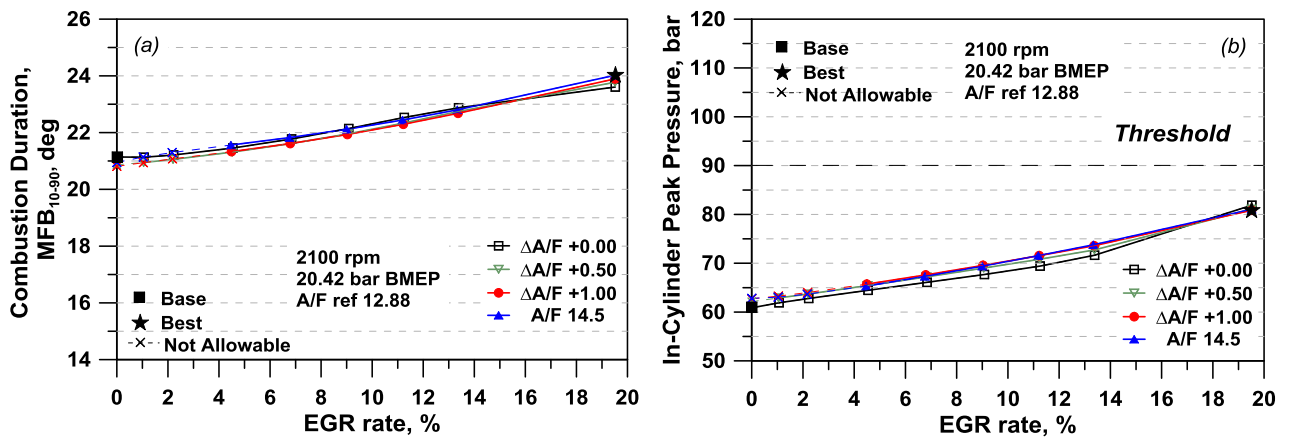 26
24
22
20
18
16
14
(a)
Combustion Duration,
MFB10-90, deg
2100 rpm
20.42 bar BMEP
A/F ref 12.88
Base
Best
Not Allowable
ΔA/F +0.00
ΔA/F +0.50
ΔA/F +1.00
A/F 14.5
0 2 4 6 8 10 12 14 16 18 20
EGR rate, %
120
110
100
90
80
70
60
50
(b)
In-Cylinder Peak Pressure, bar
Base
Best
Not Allowable
2100 rpm
20.42 bar BMEP
A/F ref 12.88
Threshold
ΔA/F +0.00
ΔA/F +0.50
ΔA/F +1.00
A/F 14.5
0 2 4 6 8 10 12 14 16 18 20
EGR rate, %